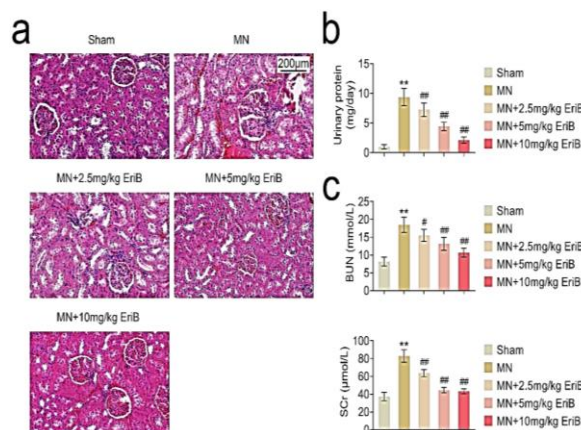 a
Sham
MN
200μm
MN+2.5mg/kg EriB
MN+5mg/kg EriB
MN+10mg/kg EriB
b
Urinary protein
(mg/day)
15
10
5
0
**
##
##
##
Sham
MN
MN+2.5mg/kg EriB
MN+5mg/kg EriB
MN+10mg/kg EriB
c
BUN (mmol/L)
25
20
15
10
5
0
**
#
##
##
Sham
MN
MN+2.5mg/kg EriB
MN+5mg/kg EriB
MN+10mg/kg EriB
SCr (μmol/L)
100
80
60
40
20
0
**
##
##
##
Sham
MN
MN+2.5mg/kg EriB
MN+5mg/kg EriB
MN+10mg/kg EriB